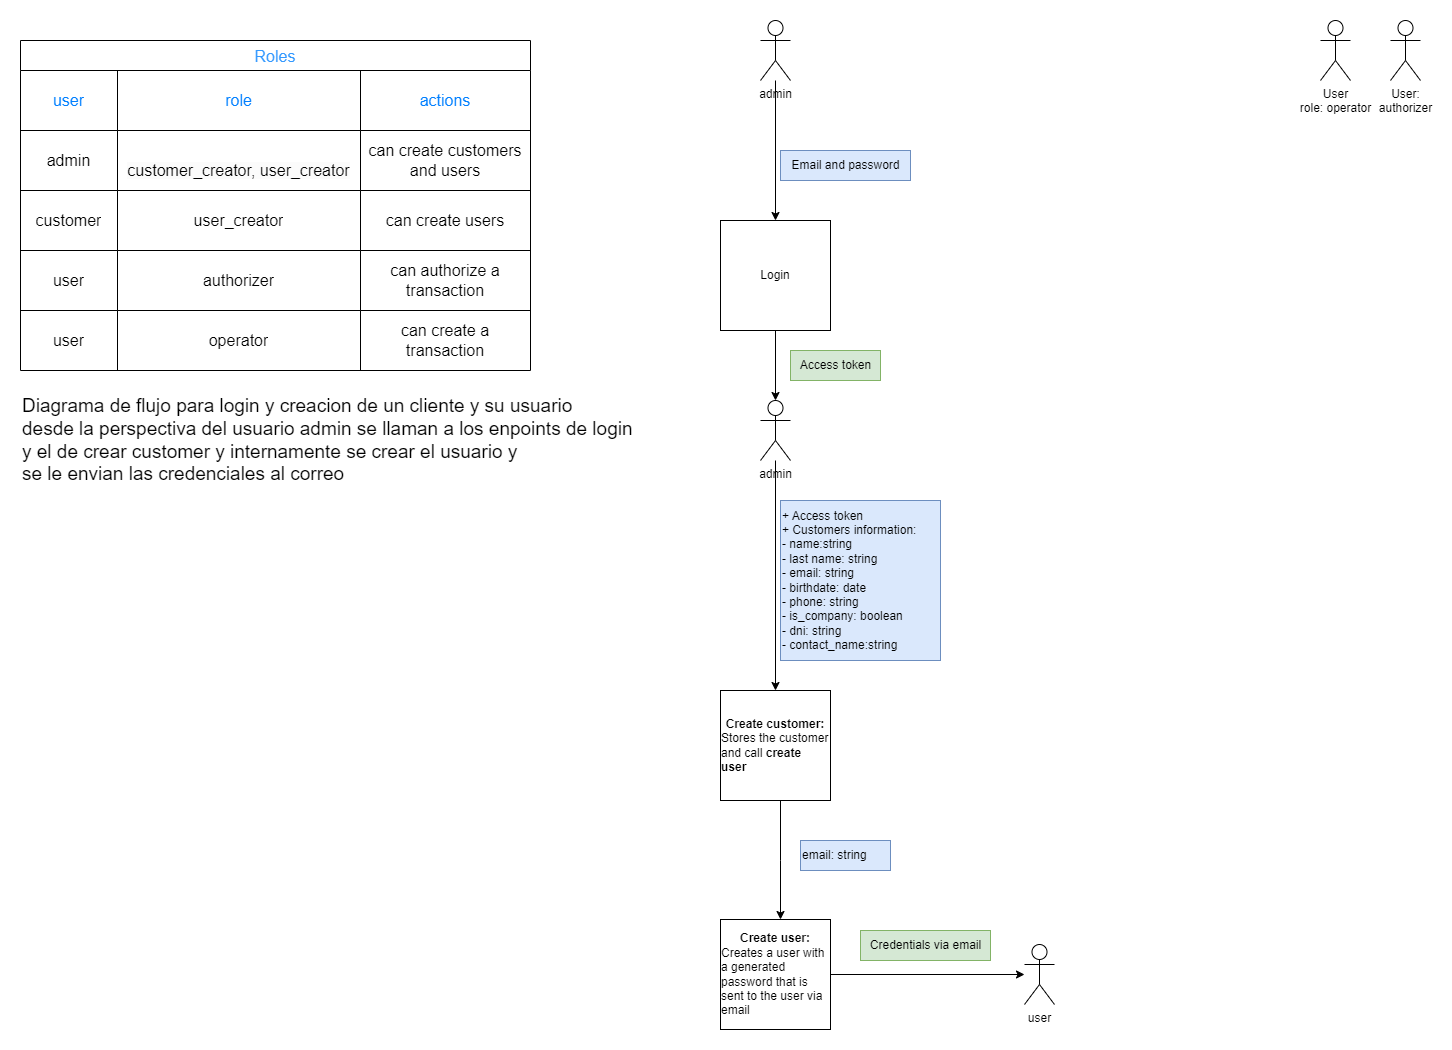 Roles
user role actions
admin customer_creator, user_creator can create customers
and users
customer user_creator can create users
user authorizer can authorize a
transaction
user operator can create a
transaction
Diagrama de flujo para login y creacion de un cliente y su usuario
desde la perspectiva del usuario admin se llaman a los enpoints de login
y el de crear customer y internamente se crear el usuario y
se le envian las credenciales al correo
admin
Email and password
Login
Access token
admin
+ Access token
+ Customers information:
- name:string
- last name: string
- email: string
- birthdate: date
- phone: string
- is_company: boolean
- dni: string
- contact_name:string
Create customer:
Stores the customer
and call create
user
email: string
Create user:
Creates a user with
a generated
password that is
sent to the user via
email
Credentials via email
user
User
role: operator
User:
authorizer